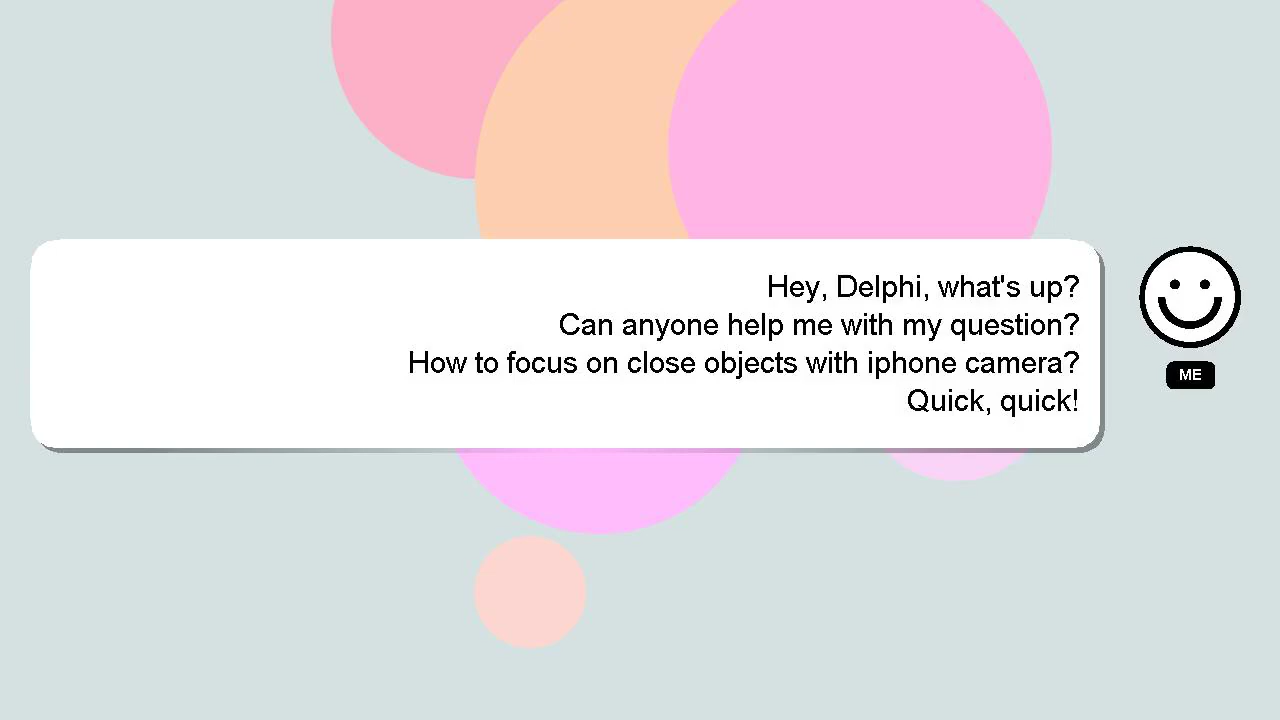 Hey, Delphi, what's up?
Can anyone help me with my question?
How to focus on close objects with iphone camera?
Quick, quick!
ME